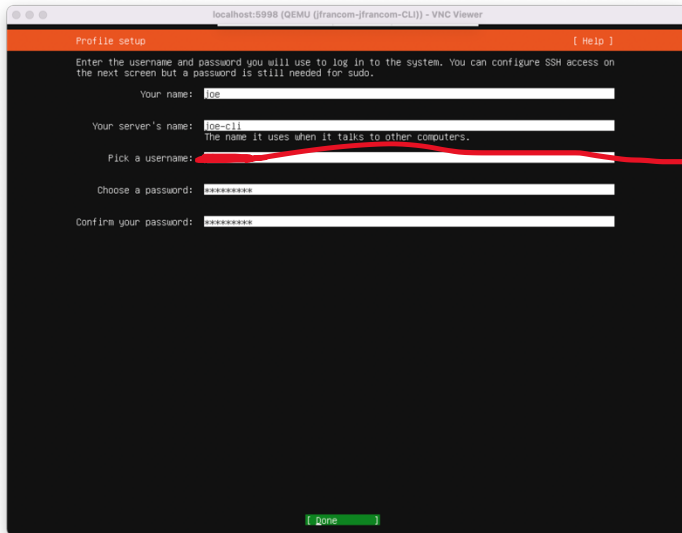 localhost:5998 (QEMU (jfrancom-jfrancom-CLI)) - VNC Viewer
Profile setup [ Help ]
Enter the username and password you will use to log in to the system. You can configure SSH access on
the next screen but a password is still needed for sudo.
Your name: joe
Your server's name: joe-cli
The name it uses when it talks to other computers.
Pick a username:
Choose a password: *********
Confirm your password: *********
[ Done ]